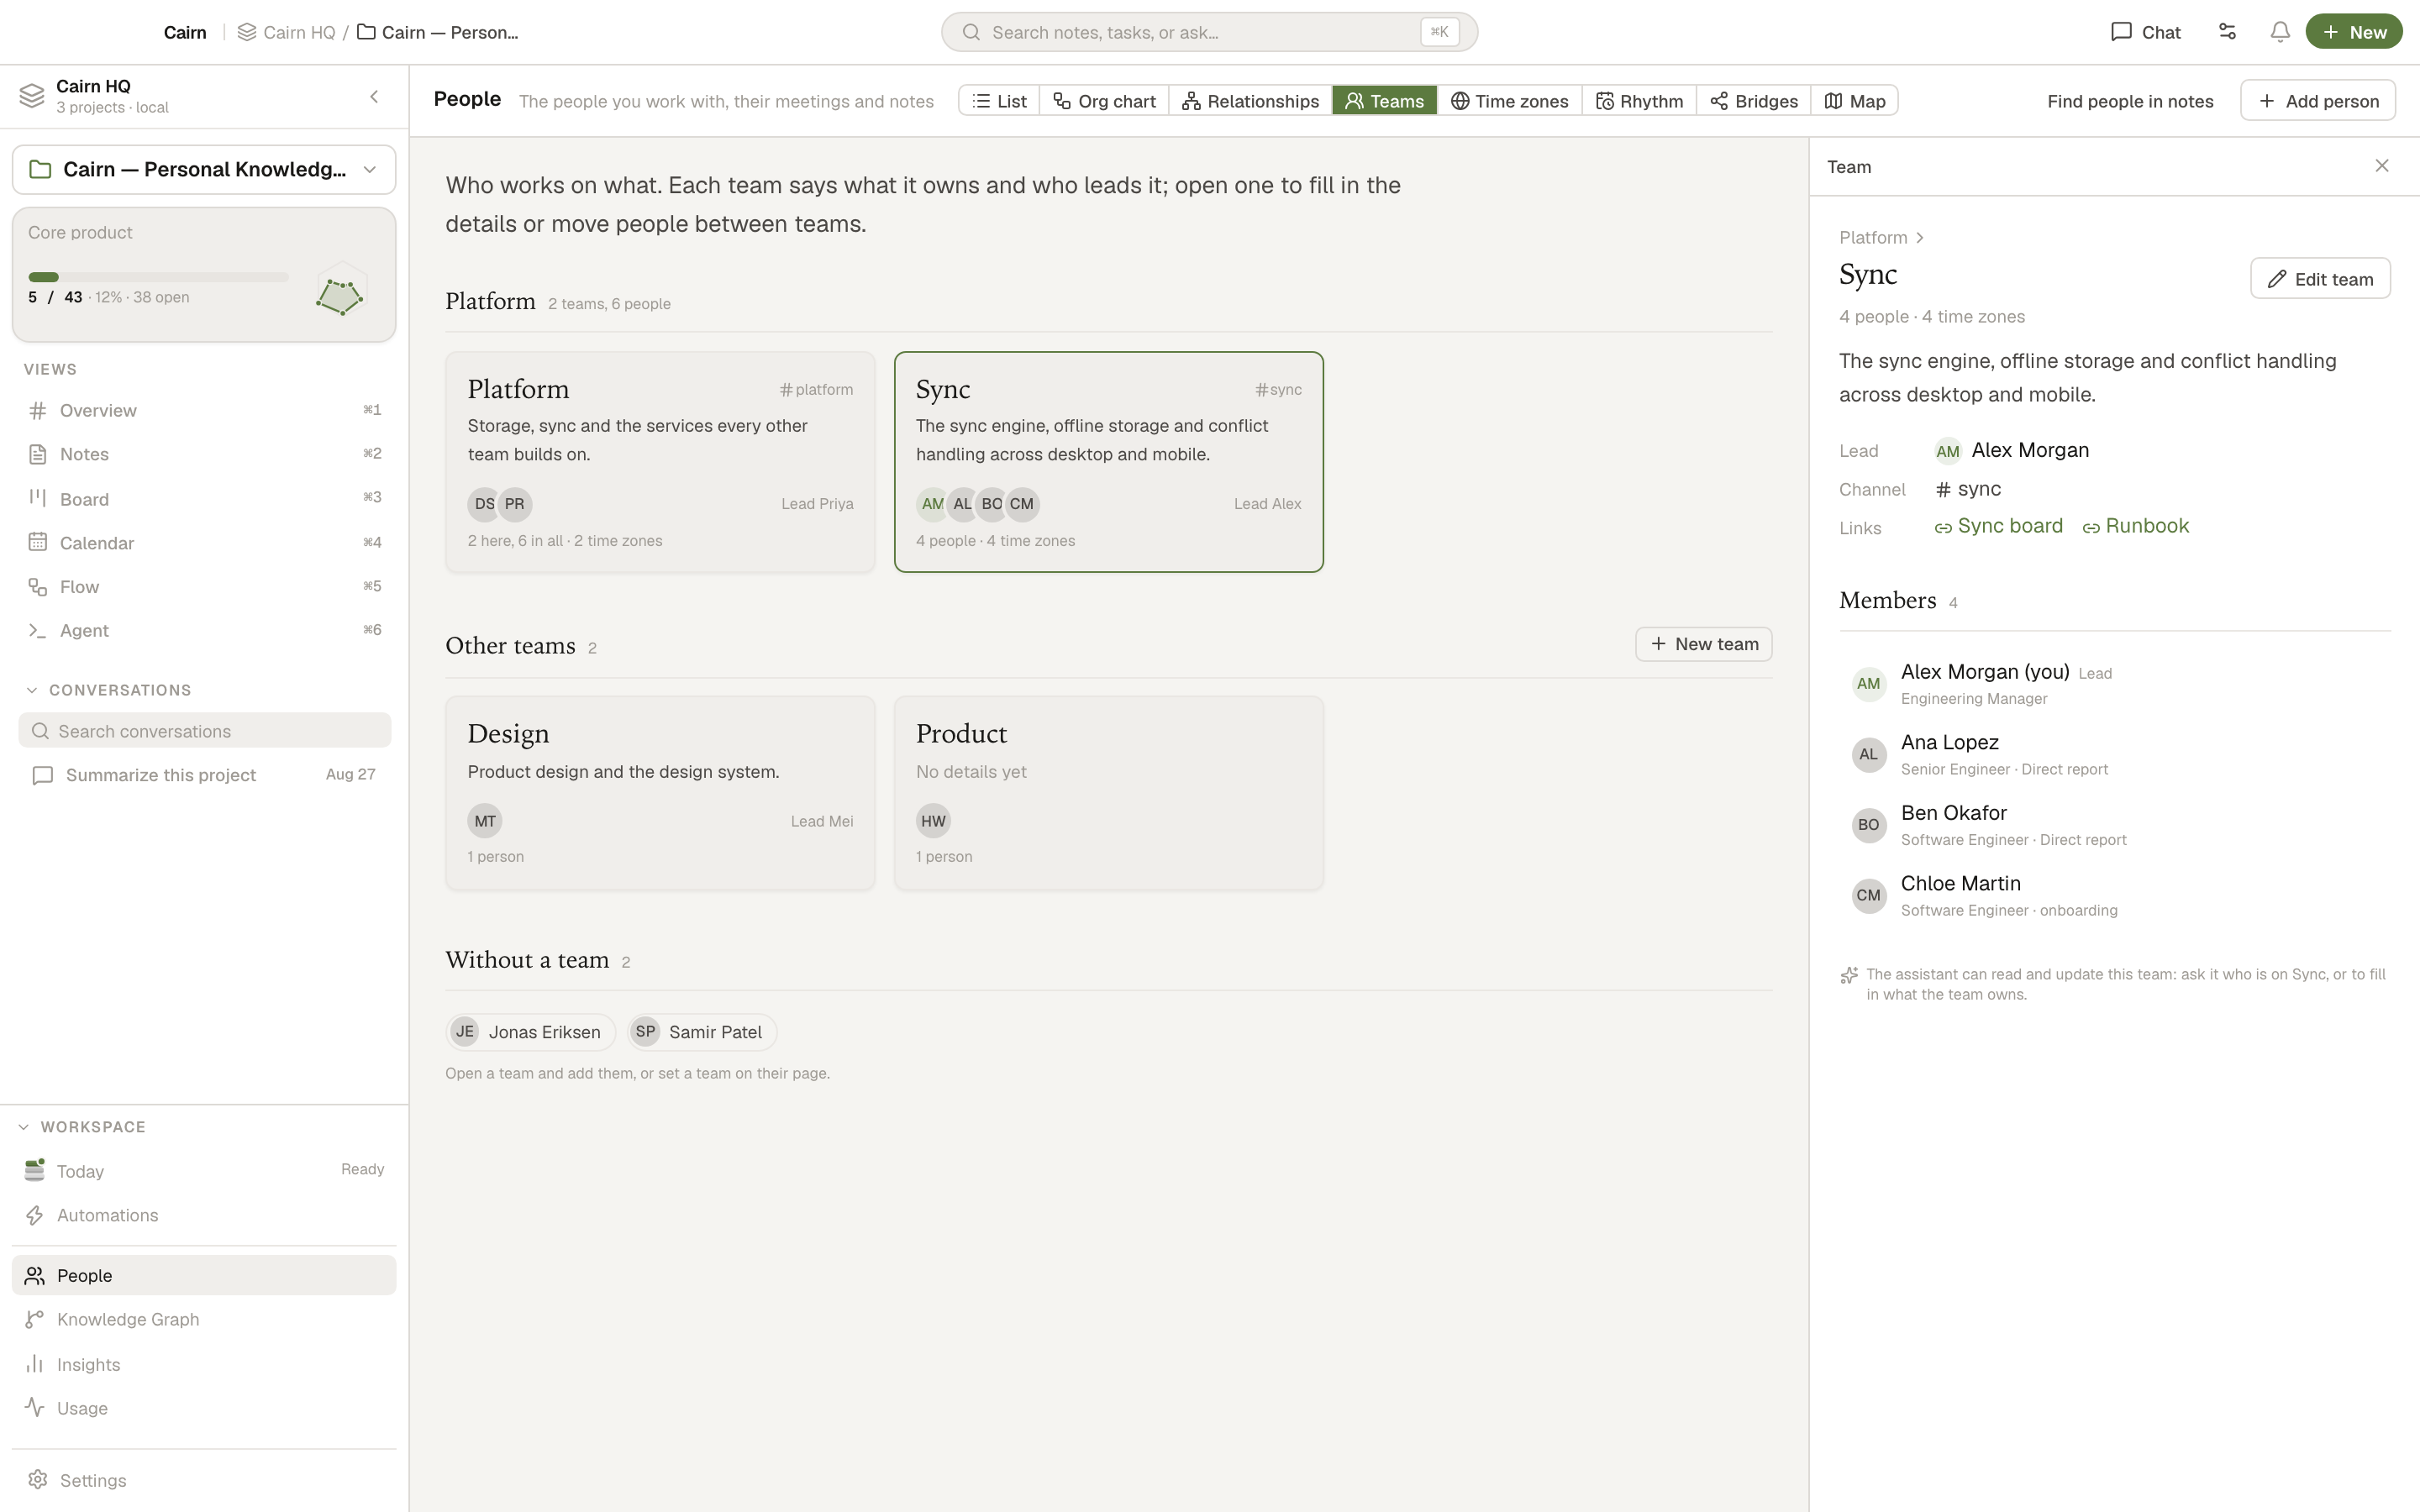 Cairn
Cairn HQ / Cairn — Person...
Search notes, tasks, or ask... ⌘K
Chat
New
Cairn HQ
3 projects · local
Cairn — Personal Knowledg...
Core product
5 / 43 · 12% · 38 open
VIEWS
Overview ⌘1
Notes ⌘2
Board ⌘3
Calendar ⌘4
Flow ⌘5
Agent ⌘6
CONVERSATIONS
Search conversations
Summarize this project Aug 27
WORKSPACE
Today Ready
Automations
People
Knowledge Graph
Insights
Usage
Settings
People The people you work with, their meetings and notes
List Org chart Relationships Teams Time zones Rhythm Bridges Map
Find people in notes
Add person
Who works on what. Each team says what it owns and who leads it; open one to fill in the
details or move people between teams.
Platform 2 teams, 6 people
Platform #platform
Storage, sync and the services every other
team builds on.
DS PR Lead Priya
2 here, 6 in all · 2 time zones
Sync #sync
The sync engine, offline storage and conflict
handling across desktop and mobile.
AM AL BO CM Lead Alex
4 people · 4 time zones
Other teams 2
New team
Design
Product design and the design system.
MT Lead Mei
1 person
Product
No details yet
HW
1 person
Without a team 2
JE Jonas Eriksen SP Samir Patel
Open a team and add them, or set a team on their page.
Team
Platform
Sync
Edit team
4 people · 4 time zones
The sync engine, offline storage and conflict handling
across desktop and mobile.
Lead AM Alex Morgan
Channel # sync
Links Sync board Runbook
Members 4
AM Alex Morgan (you) Lead
Engineering Manager
AL Ana Lopez
Senior Engineer · Direct report
BO Ben Okafor
Software Engineer · Direct report
CM Chloe Martin
Software Engineer · onboarding
The assistant can read and update this team: ask it who is on Sync, or to fill
in what the team owns.